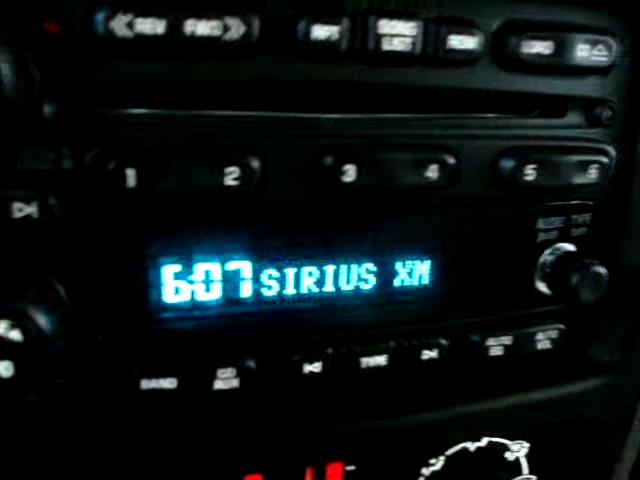 REV FWD RPT SONG LIST LOAD
1 2 3 4 5 6
607 SIRIUS XM
BAND CD AUX TYPE AUTO EQ AUTO VOL